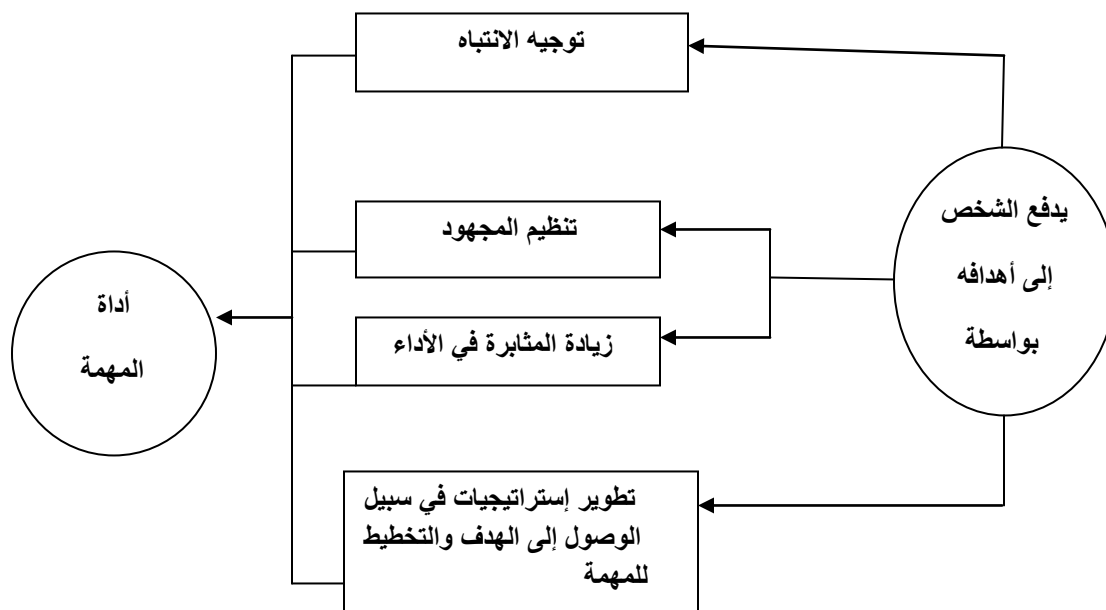 توجيه الانتباه
يدفع الشخص
إلى أهدافه
بواسطة
تنظيم المجهود
زيادة المثابرة في الأداء
أداة
المهمة
تطوير إستراتيجيات في سبيل
الوصول إلى الهدف والتخطيط
للمهمة